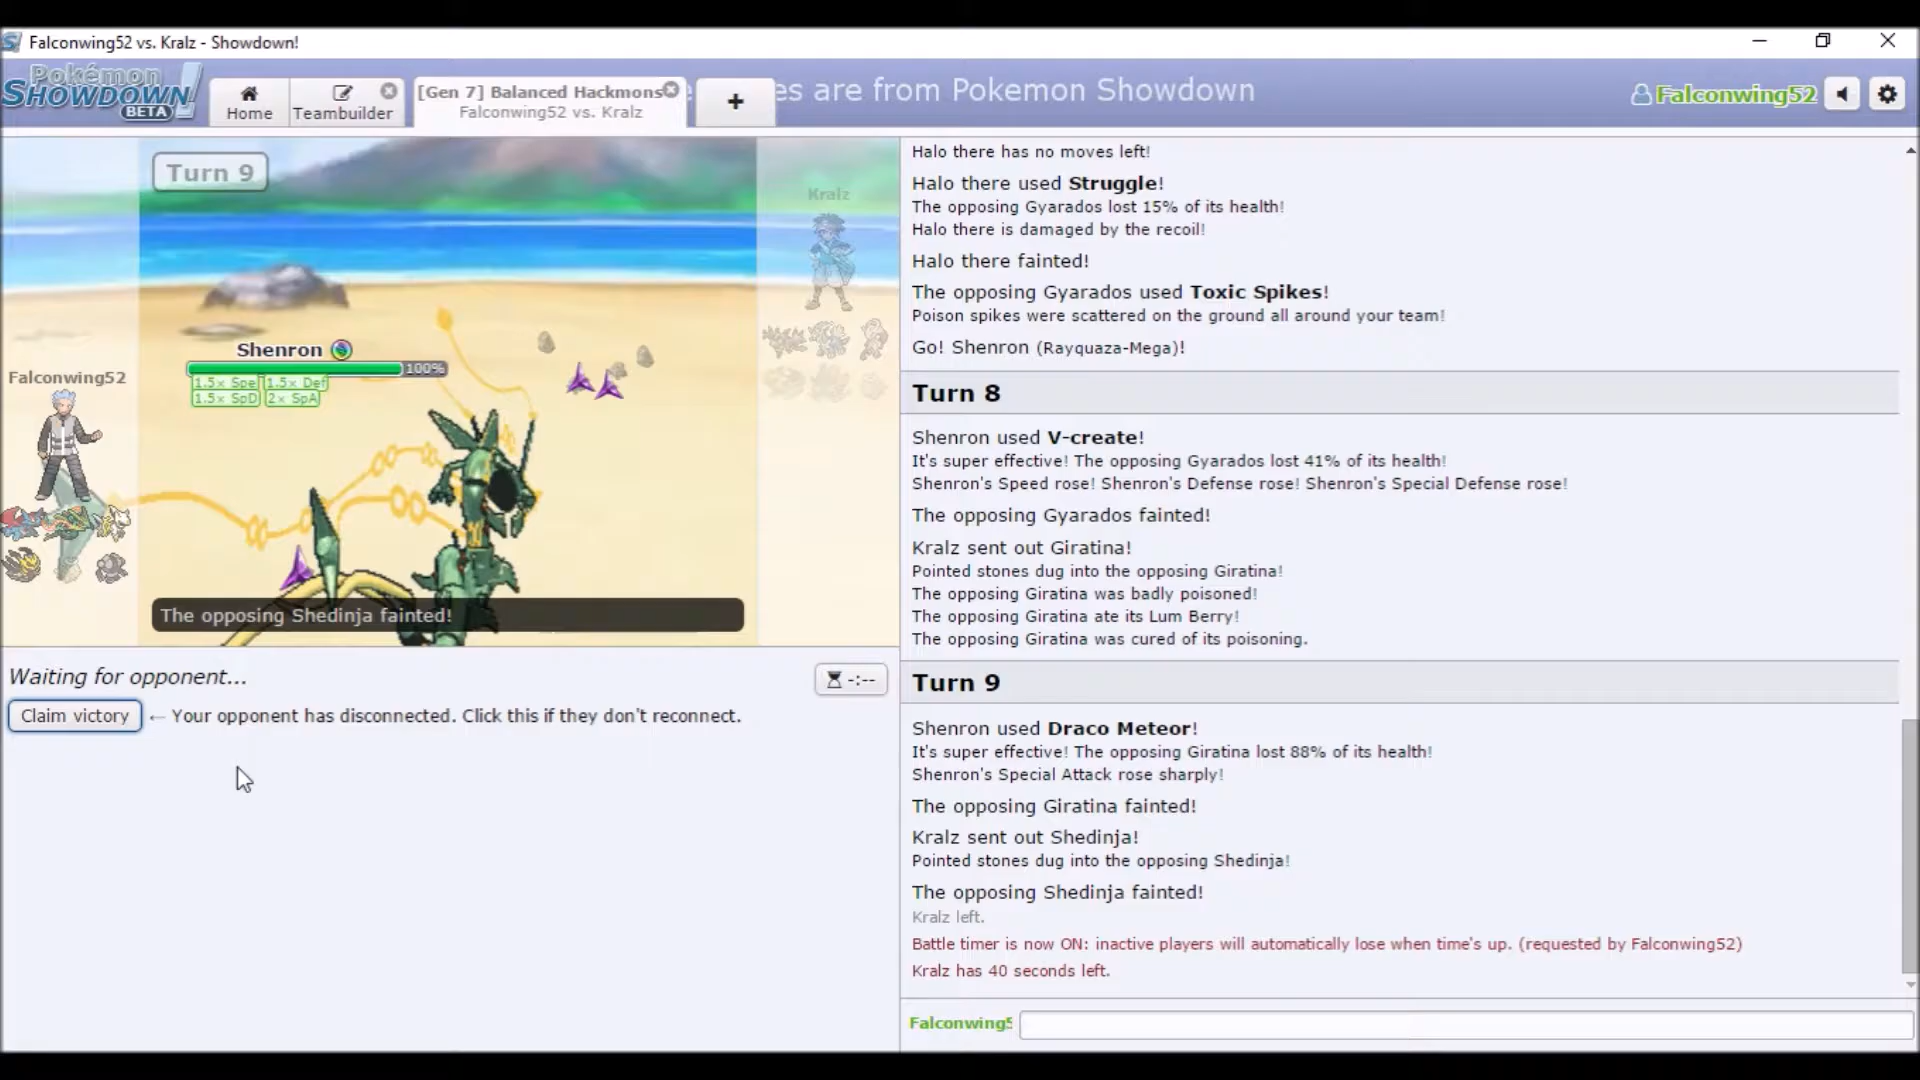 Falconwing52 vs. Kralz - Showdown!
Pokémon
SHOWDOWN!
BETA
Home
Teambuilder
[Gen 7] Balanced Hackmons
Falconwing52 vs. Kralz
+
es are from Pokemon Showdown
Falconwing52
Turn 9
Kralz
Shenron
100%
1.5× Spe 1.5× Def
1.5× SpD 2× SpA
Falconwing52
The opposing Shedinja fainted!
Waiting for opponent...
-:--
Claim victory ← Your opponent has disconnected. Click this if they don't reconnect.
Halo there has no moves left!
Halo there used Struggle!
The opposing Gyarados lost 15% of its health!
Halo there is damaged by the recoil!
Halo there fainted!
The opposing Gyarados used Toxic Spikes!
Poison spikes were scattered on the ground all around your team!
Go! Shenron (Rayquaza-Mega)!
Turn 8
Shenron used V-create!
It's super effective! The opposing Gyarados lost 41% of its health!
Shenron's Speed rose! Shenron's Defense rose! Shenron's Special Defense rose!
The opposing Gyarados fainted!
Kralz sent out Giratina!
Pointed stones dug into the opposing Giratina!
The opposing Giratina was badly poisoned!
The opposing Giratina ate its Lum Berry!
The opposing Giratina was cured of its poisoning.
Turn 9
Shenron used Draco Meteor!
It's super effective! The opposing Giratina lost 88% of its health!
Shenron's Special Attack rose sharply!
The opposing Giratina fainted!
Kralz sent out Shedinja!
Pointed stones dug into the opposing Shedinja!
The opposing Shedinja fainted!
Kralz left.
Battle timer is now ON: inactive players will automatically lose when time's up. (requested by Falconwing52)
Kralz has 40 seconds left.
Falconwing5